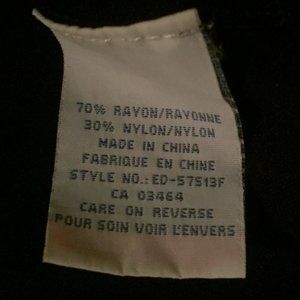 70% RAYON/RAYONNE
30% NYLON/NYLON
MADE IN CHINA
FABRIQUE EN CHINE
STYLE NO.: ED-57513F
CA 03464
CARE ON REVERSE
POUR SOIN VOIR L'ENVERS